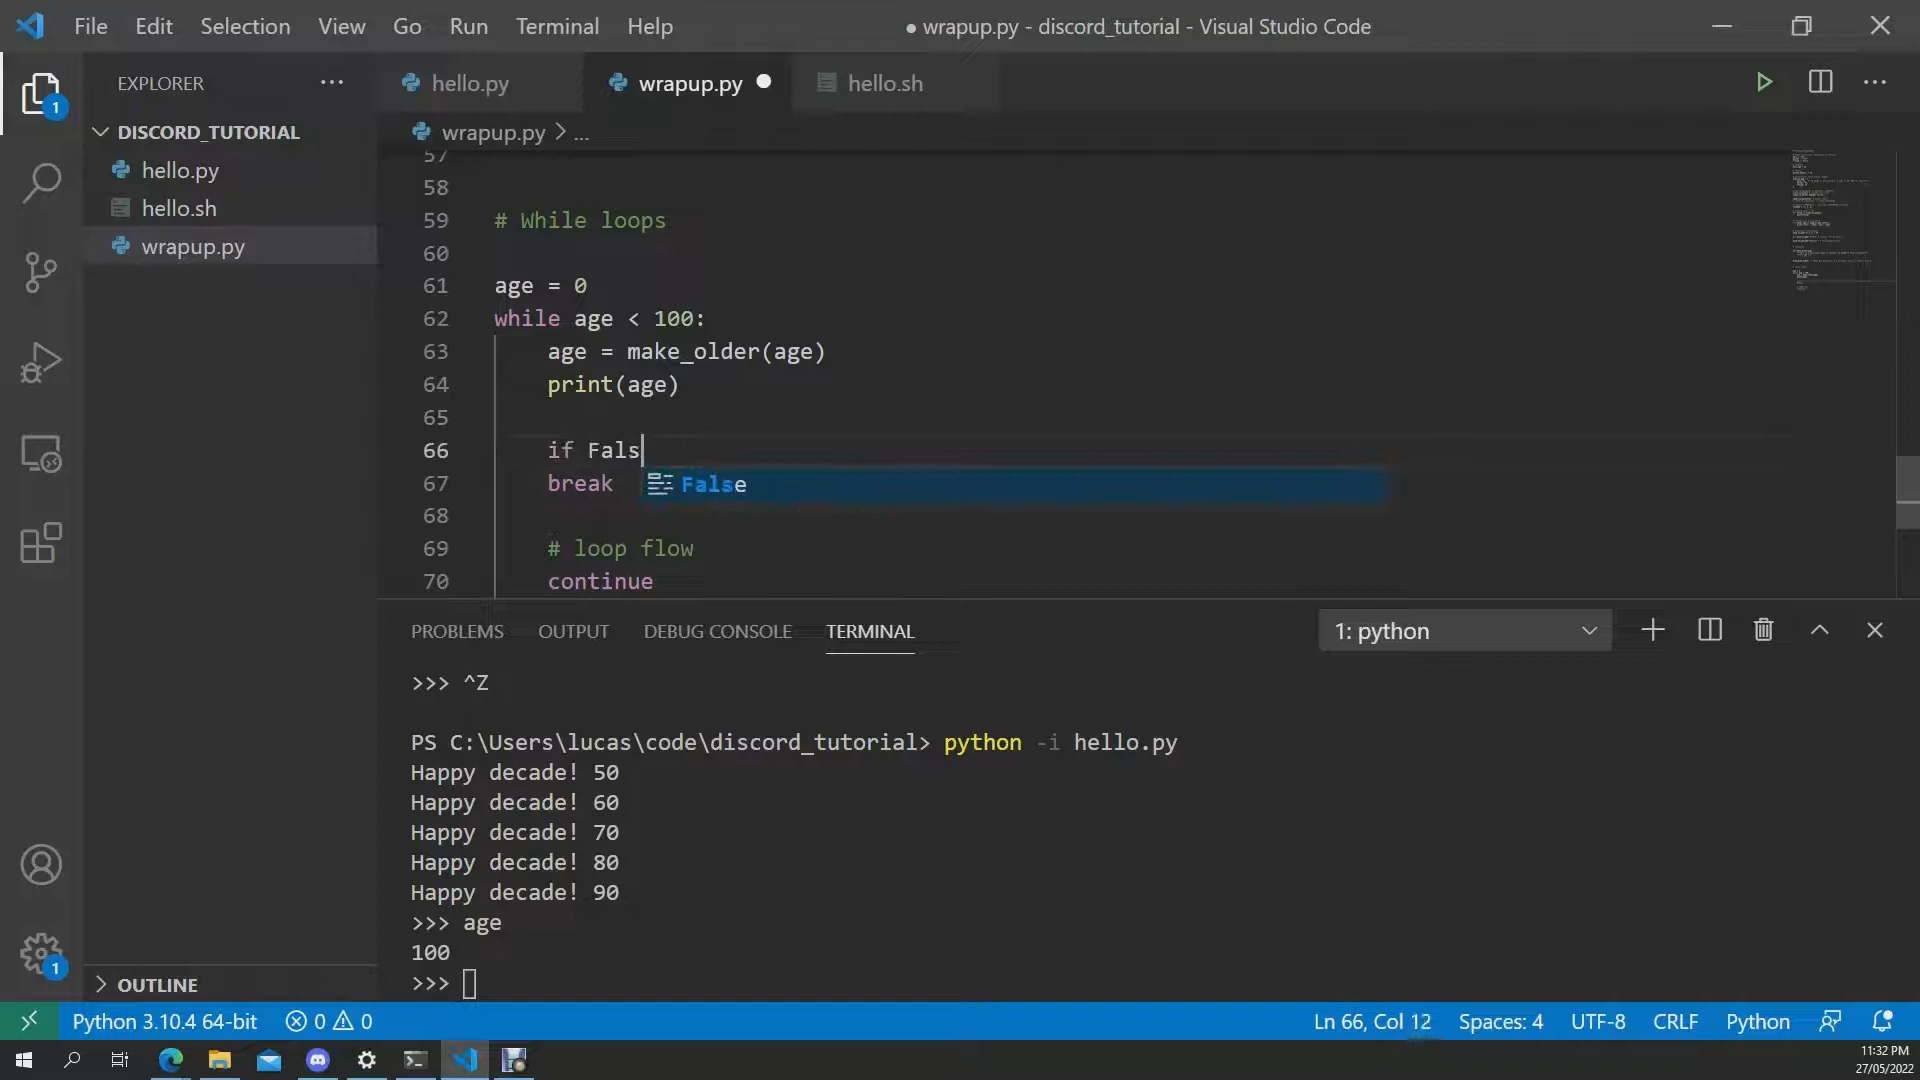 File Edit Selection View Go Run Terminal Help
● wrapup.py - discord_tutorial - Visual Studio Code
EXPLORER
hello.py
wrapup.py
hello.sh
DISCORD_TUTORIAL
hello.py
hello.sh
wrapup.py
OUTLINE
wrapup.py > ...
57
58
59 # While loops
60
61 age = 0
62 while age < 100:
63 age = make_older(age)
64 print(age)
65
66 if Fals
False
67 break
68
69 # loop flow
70 continue
PROBLEMS OUTPUT DEBUG CONSOLE TERMINAL
1: python
>>> ^Z
PS C:\Users\lucas\code\discord_tutorial> python -i hello.py
Happy decade! 50
Happy decade! 60
Happy decade! 70
Happy decade! 80
Happy decade! 90
>>> age
100
>>>
1
1
Python 3.10.4 64-bit 0 0
Ln 66, Col 12 Spaces: 4 UTF-8 CRLF Python
11:32 PM
27/05/2022